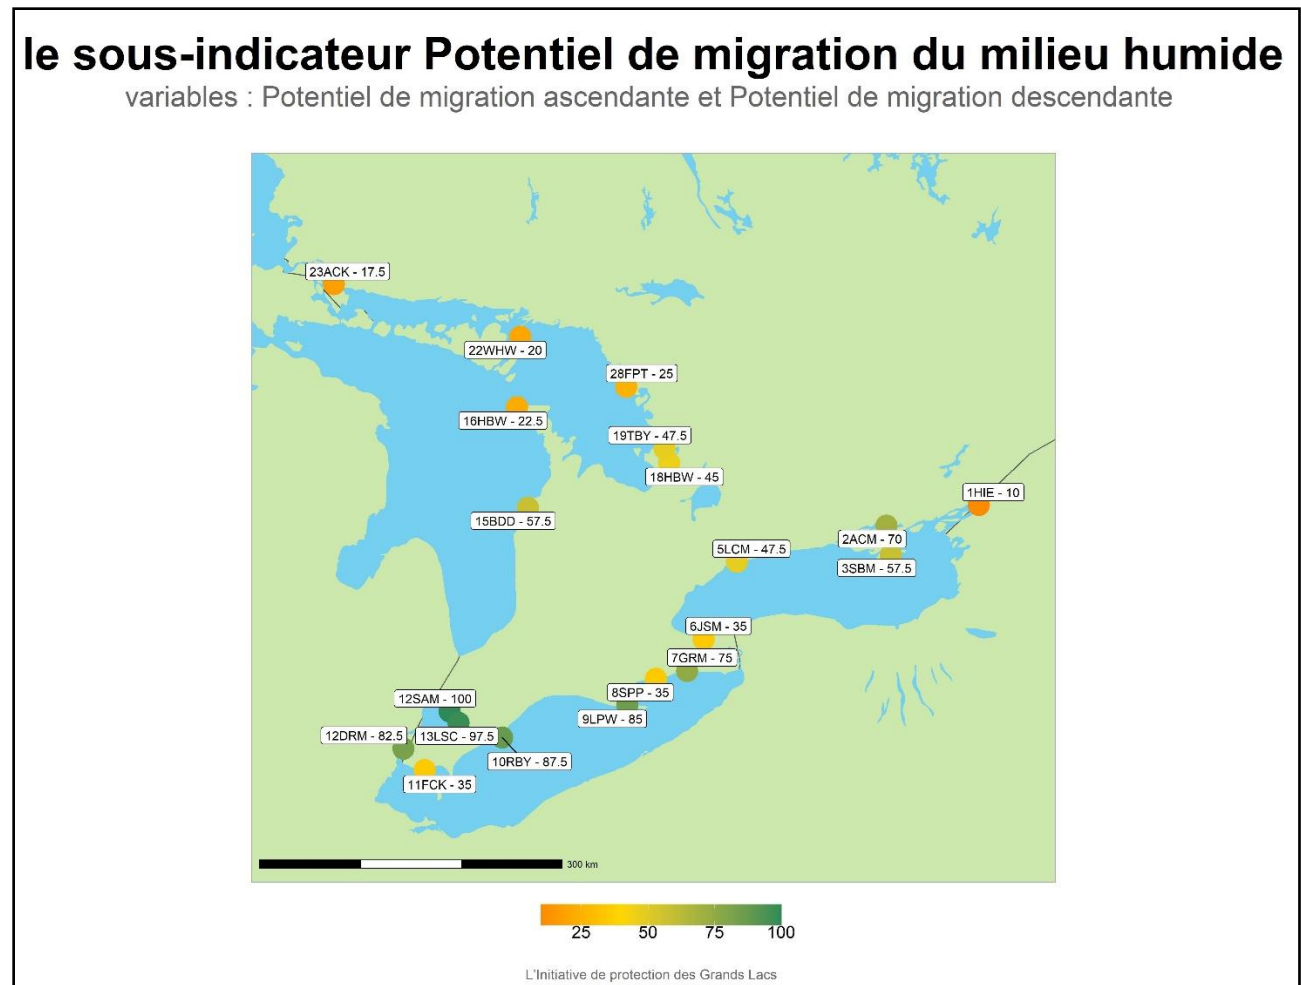 le sous-indicateur Potentiel de migration du milieu humide
variables : Potentiel de migration ascendante et Potentiel de migration descendante
23ACK - 17.5
22WHW - 20
28FPT - 25
16HBW - 22.5
19TBY - 47.5
18HBW - 45
1HIE - 10
15BDD - 57.5
2ACM - 70
5LCM - 47.5
3SBM - 57.5
6JSM - 35
7GRM - 75
8SPP - 35
12SAM - 100
9LPW - 85
12DRM - 82.5
13LSC - 97.5
10RBY - 87.5
11FCK - 35
300 km
25 50 75 100
L'Initiative de protection des Grands Lacs